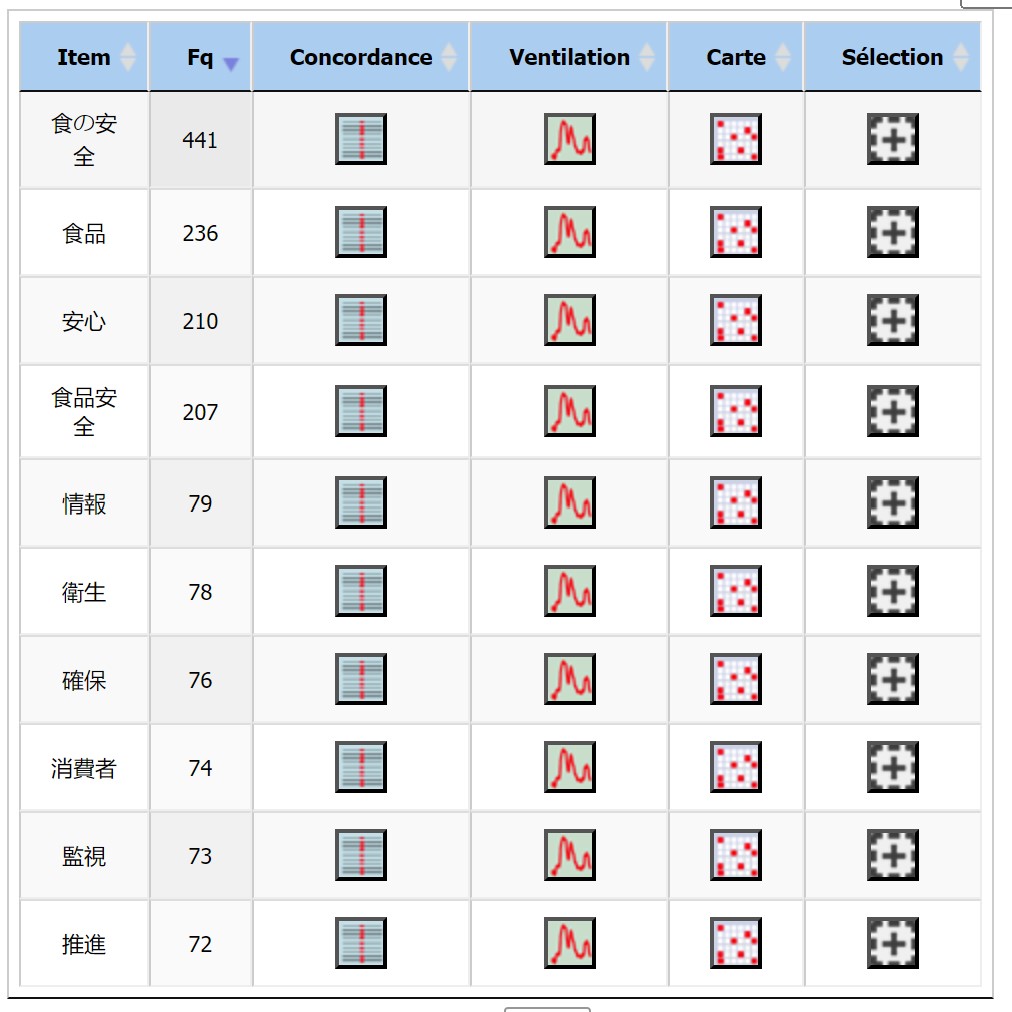 Item Fq Concordance Ventilation Carte Sélection
食の安
全 441
食品 236
安心 210
食品安
全 207
情報 79
衛生 78
確保 76
消費者 74
監視 73
推進 72